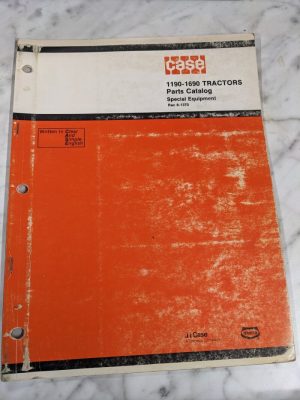 case
1190-1690 TRACTORS
Parts Catalog
Special Equipment
Written In Clear
And
Simple
English
J I Case